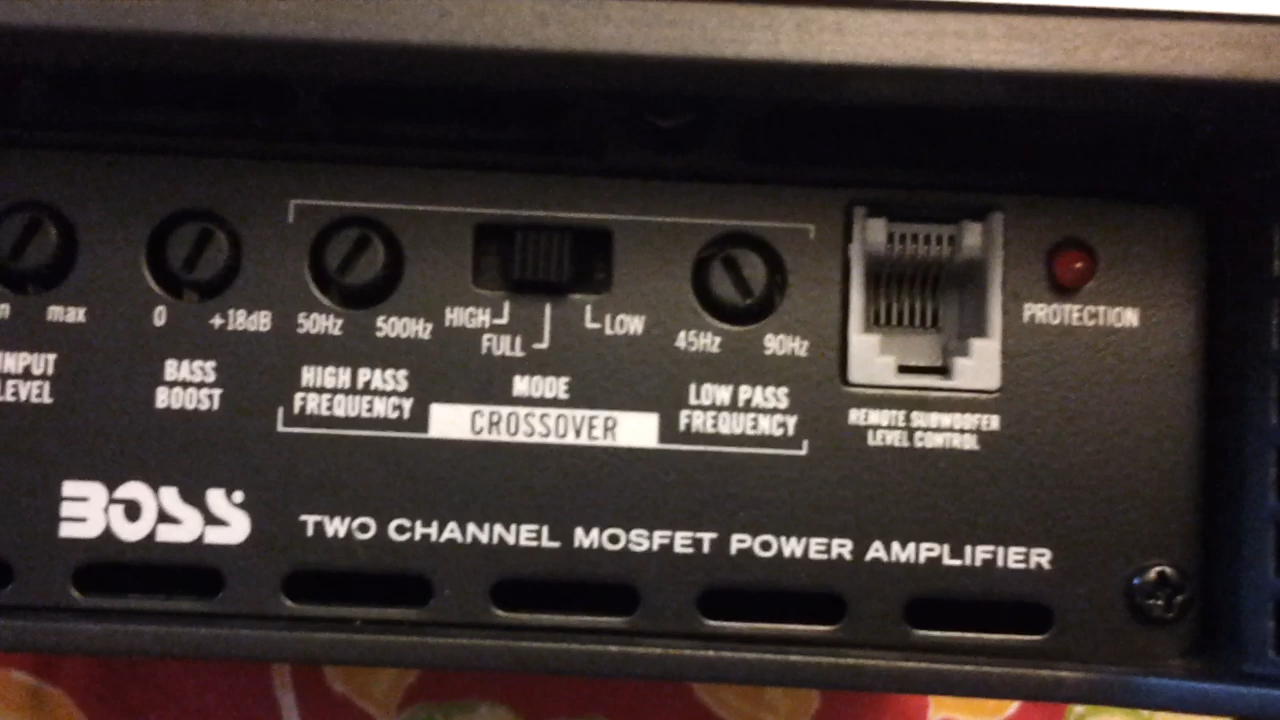 max
INPUT
LEVEL
0
+18dB
BASS
BOOST
50Hz
500Hz
HIGH PASS
FREQUENCY
HIGH
FULL
LOW
MODE
CROSSOVER
45Hz
90Hz
LOW PASS
FREQUENCY
REMOTE SUBWOOFER
LEVEL CONTROL
PROTECTION
BOSS
TWO CHANNEL MOSFET POWER AMPLIFIER